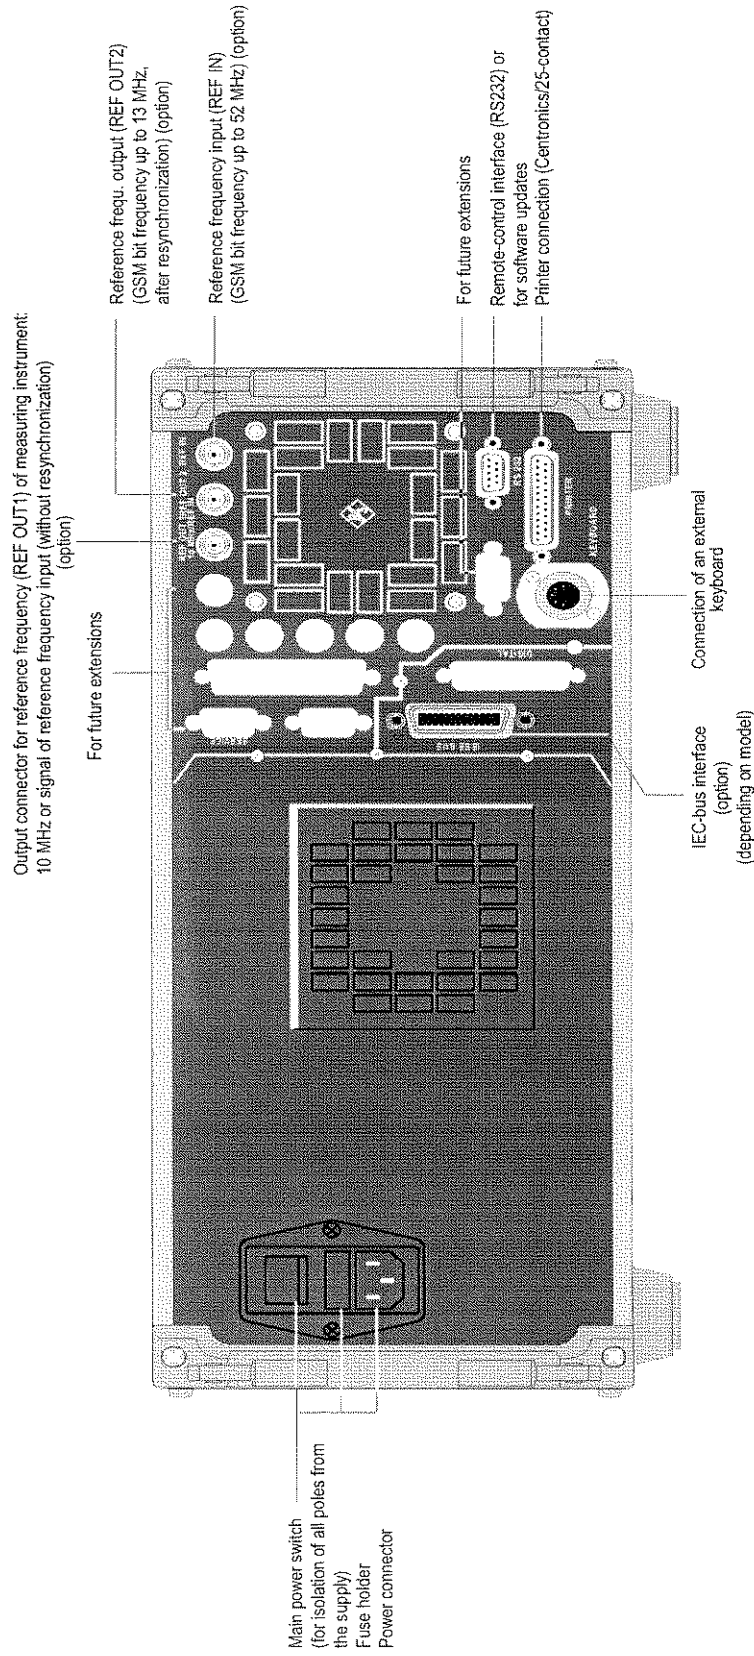 Output connector for reference frequency (REF OUT1) of measuring instrument:
10 MHz or signal of reference frequency input (without resynchronization)
(option)
For future extensions
Reference frequ. output (REF OUT2)
(GSM bit frequency up to 13 MHz,
after resynchronization) (option)
Reference frequency input (REF IN)
(GSM bit frequency up to 52 MHz) (option)
For future extensions
Remote-control interface (RS232) or
for software updates
Printer connection (Centronics/25-contact)
Connection of an external
keyboard
IEC-bus interface
(option)
(depending on model)
Main power switch
(for isolation of all poles from
the supply)
Fuse holder
Power connector